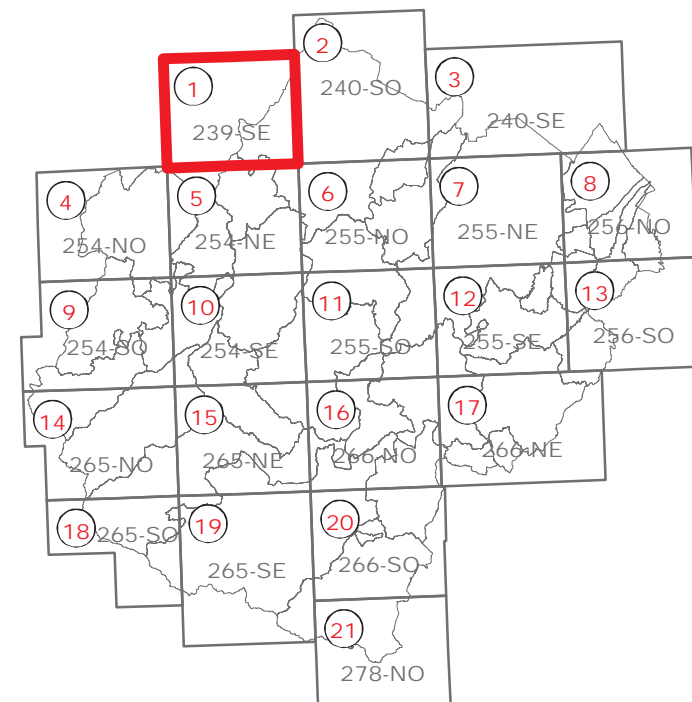 1
239-SE
2
240-SO
3
240-SE
4
254-NO
5
254-NE
6
255-NO
7
255-NE
8
256-NO
9
254-SO
10
254-SE
11
255-SO
12
255-SE
13
256-SO
14
265-NO
15
265-NE
16
266-NO
17
266-NE
18
265-SO
19
265-SE
20
266-SO
21
278-NO